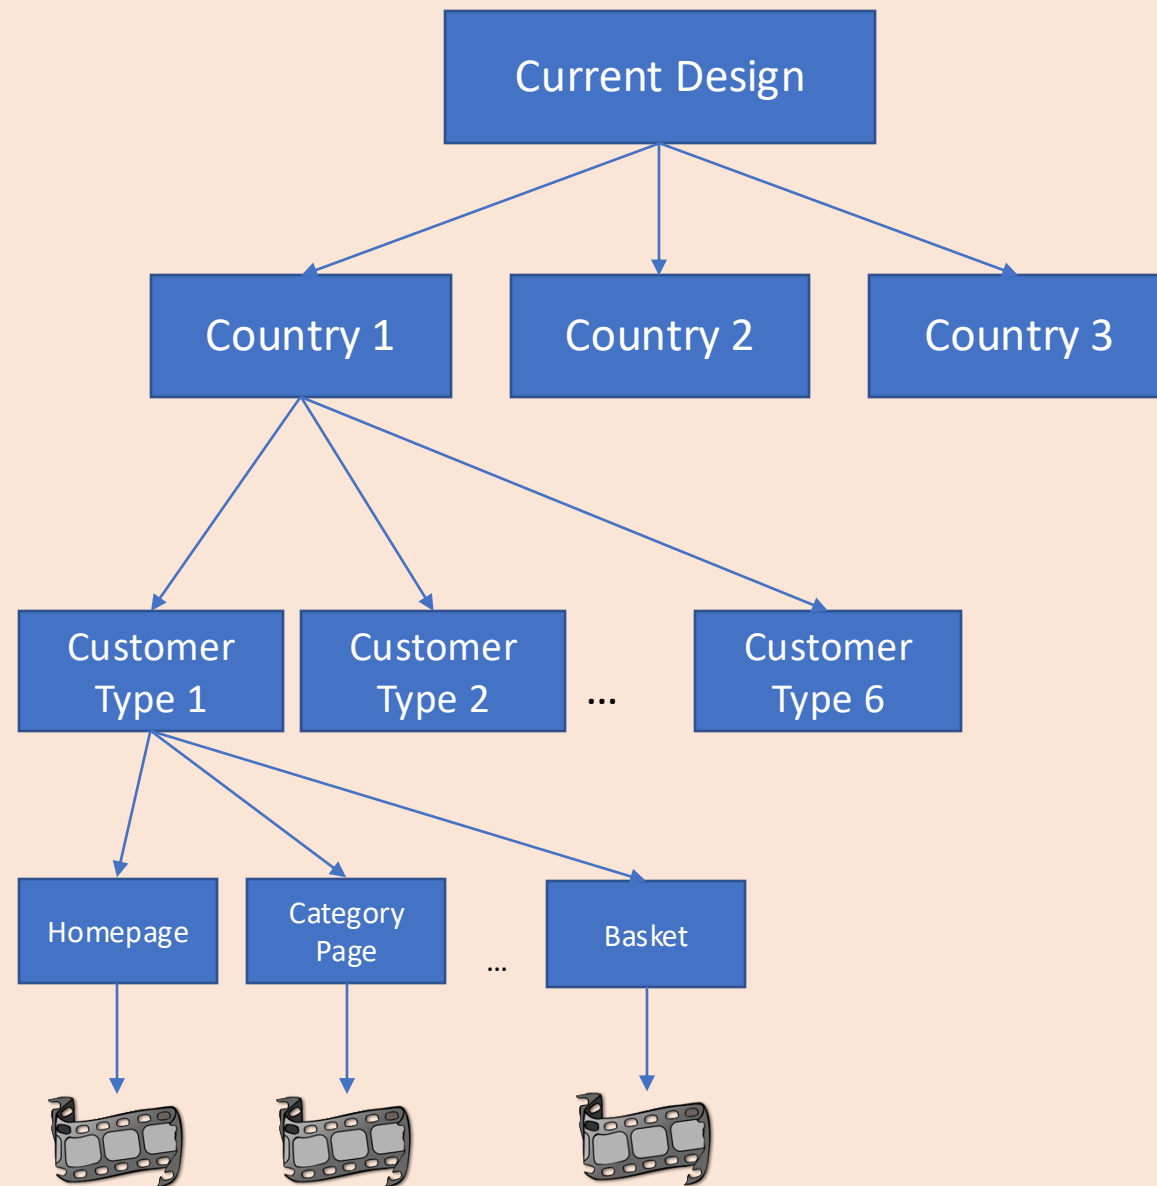 Current Design
Country 1
Country 2
Country 3
Customer
Type 1
Customer
Type 2
...
Customer
Type 6
Homepage
Category
Page
...
Basket